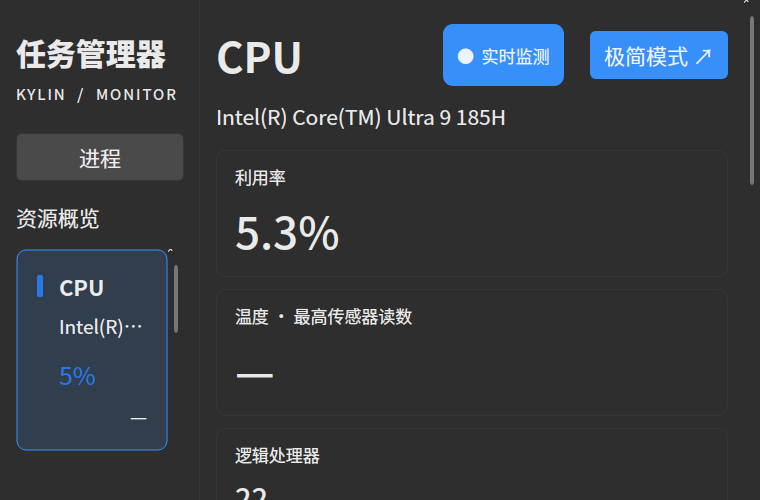 任务管理器
KYLIN / MONITOR
进程
资源概览
CPU
Intel(R)…
5%
—
CPU
● 实时监测
极简模式 ↗
Intel(R) Core(TM) Ultra 9 185H
利用率
5.3%
温度 · 最高传感器读数
—
逻辑处理器
22